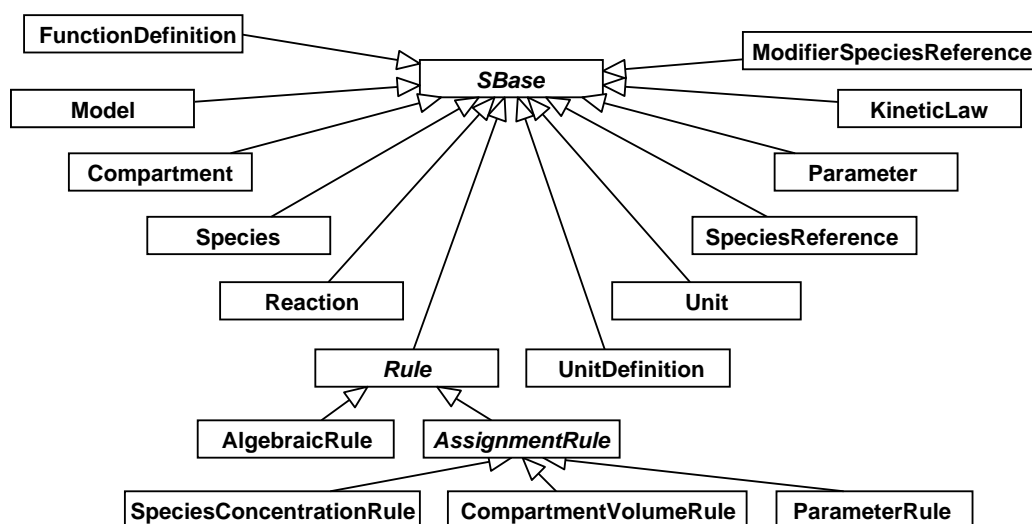 FunctionDefinition
SBase
ModifierSpeciesReference
Model
KineticLaw
Compartment
Parameter
Species
SpeciesReference
Reaction
Unit
Rule
UnitDefinition
AlgebraicRule
AssignmentRule
SpeciesConcentrationRule
CompartmentVolumeRule
ParameterRule